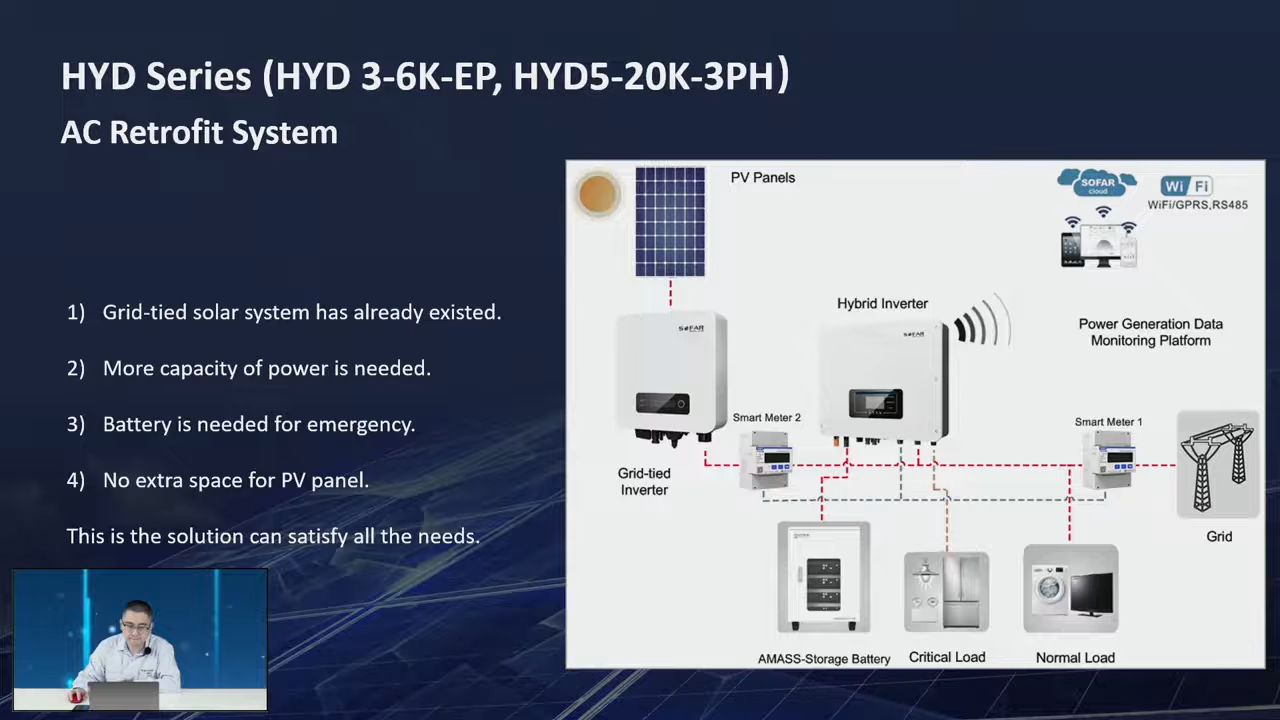 HYD Series (HYD 3-6K-EP, HYD5-20K-3PH)
AC Retrofit System
1) Grid-tied solar system has already existed.
2) More capacity of power is needed.
3) Battery is needed for emergency.
4) No extra space for PV panel.
This is the solution can satisfy all the needs.
PV Panels
SOFAR
cloud
WiFi
WiFi/GPRS,RS485
Power Generation Data
Monitoring Platform
Hybrid Inverter
SOFAR
SOFAR
Smart Meter 2
Smart Meter 1
Grid-tied
Inverter
Grid
AMASS-Storage Battery
Critical Load
Normal Load